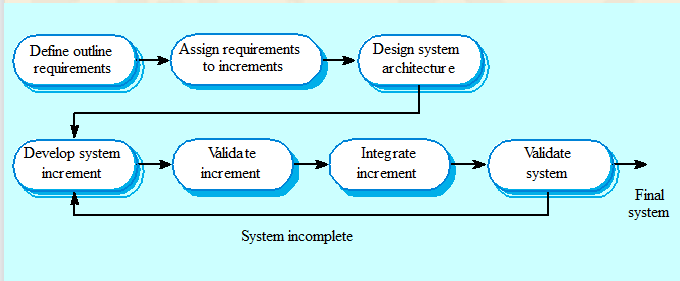 Define outline
requirements
Assign requirements
to increments
Design system
architecture
Develop system
increment
Validate
increment
Integrate
increment
Validate
system
Final
system
System incomplete